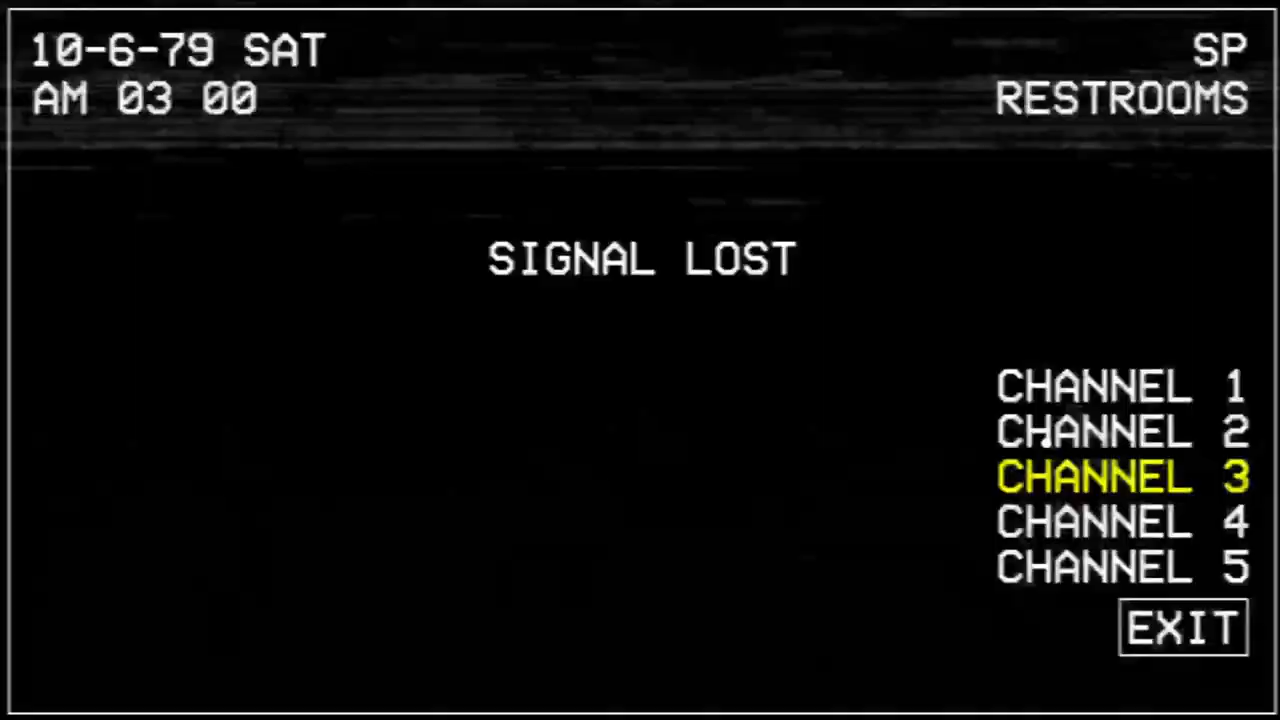 10-6-79 SAT
SP
AM 03 00
RESTROOMS
SIGNAL LOST
CHANNEL 1
CHANNEL 2
CHANNEL 3
CHANNEL 4
CHANNEL 5
EXIT